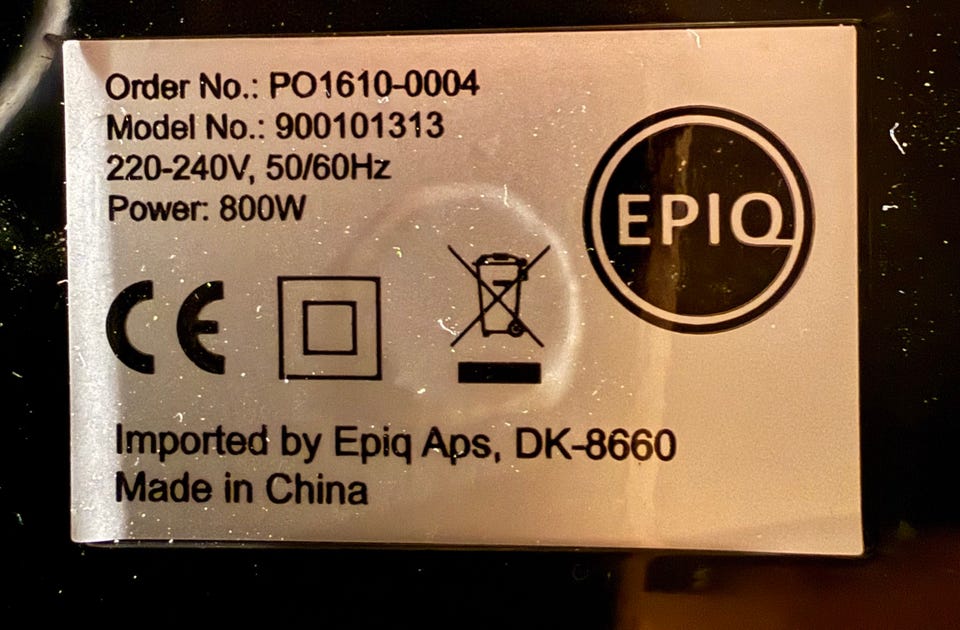 Order No.: PO1610-0004
Model No.: 900101313
220-240V, 50/60Hz
Power: 800W
EPIQ
CE
Imported by Epiq Aps, DK-8660
Made in China